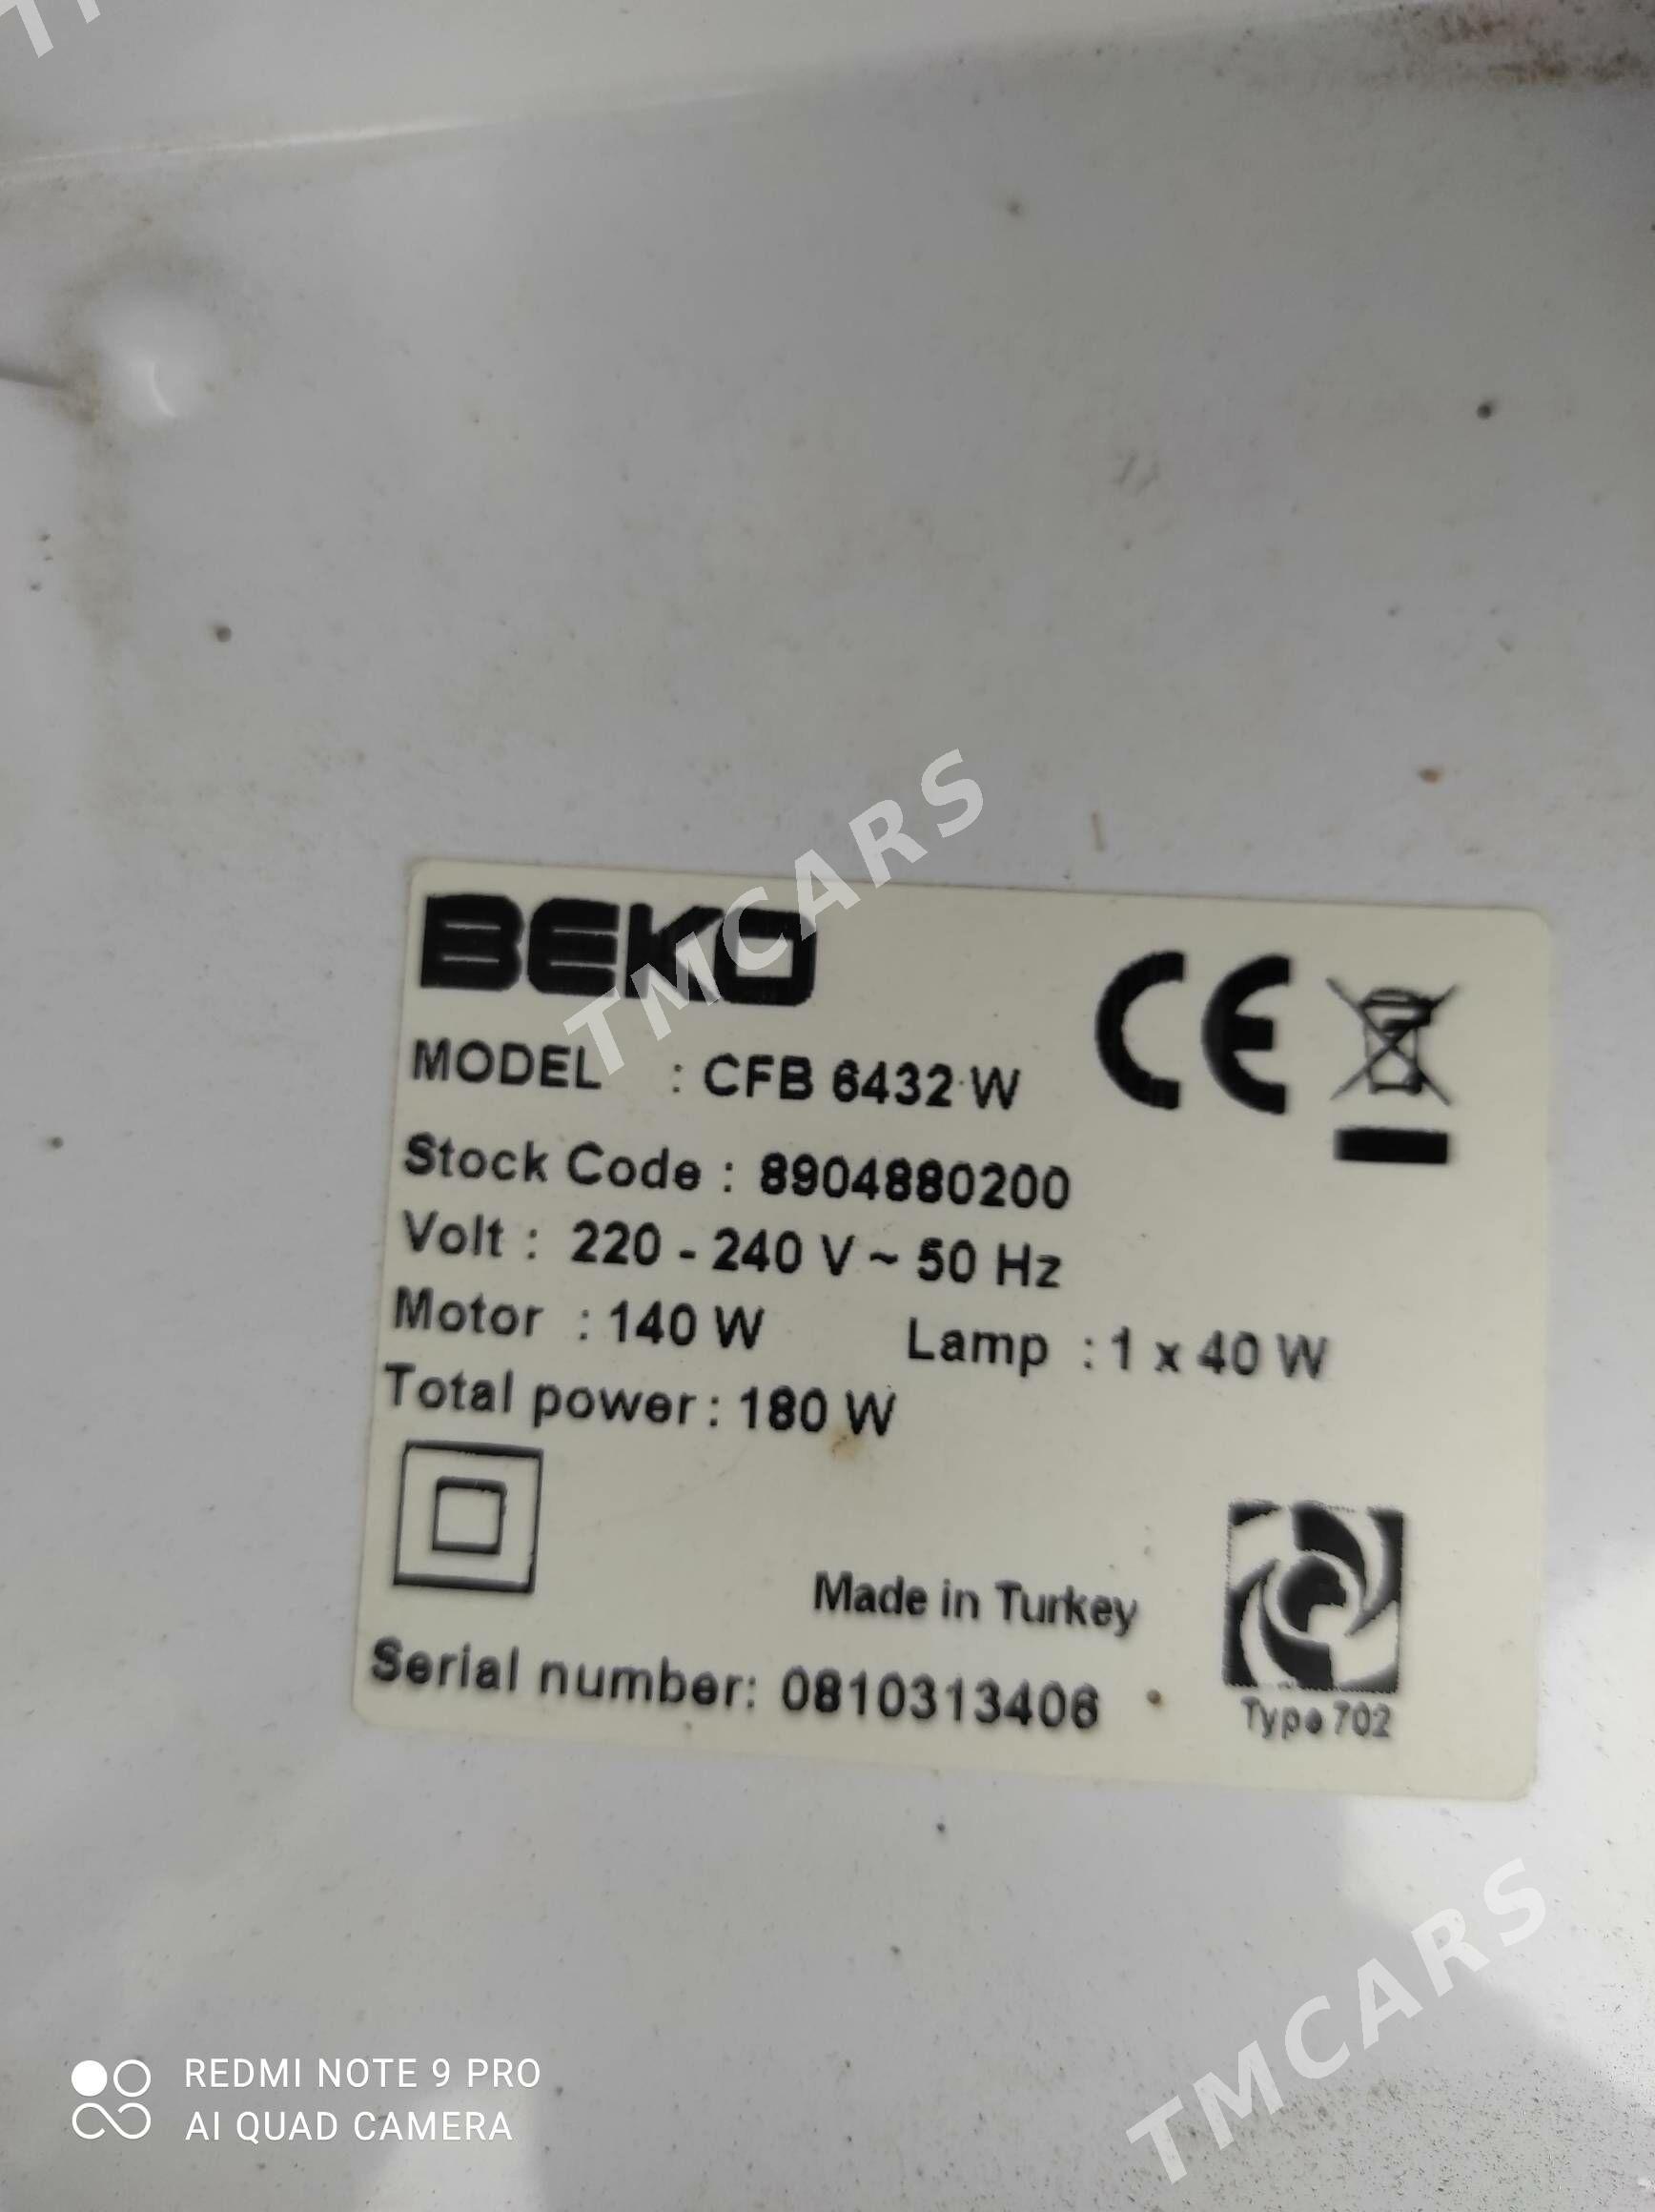 BEKO
CE
MODEL : CFB 6432 W
Stock Code : 8904880200
Volt : 220 - 240 V ~ 50 Hz
Motor : 140 W Lamp : 1 x 40 W
Total power : 180 W
Made in Turkey
Serial number: 0810313406
Type 702
TMCARS
TMCARS
REDMI NOTE 9 PRO
AI QUAD CAMERA